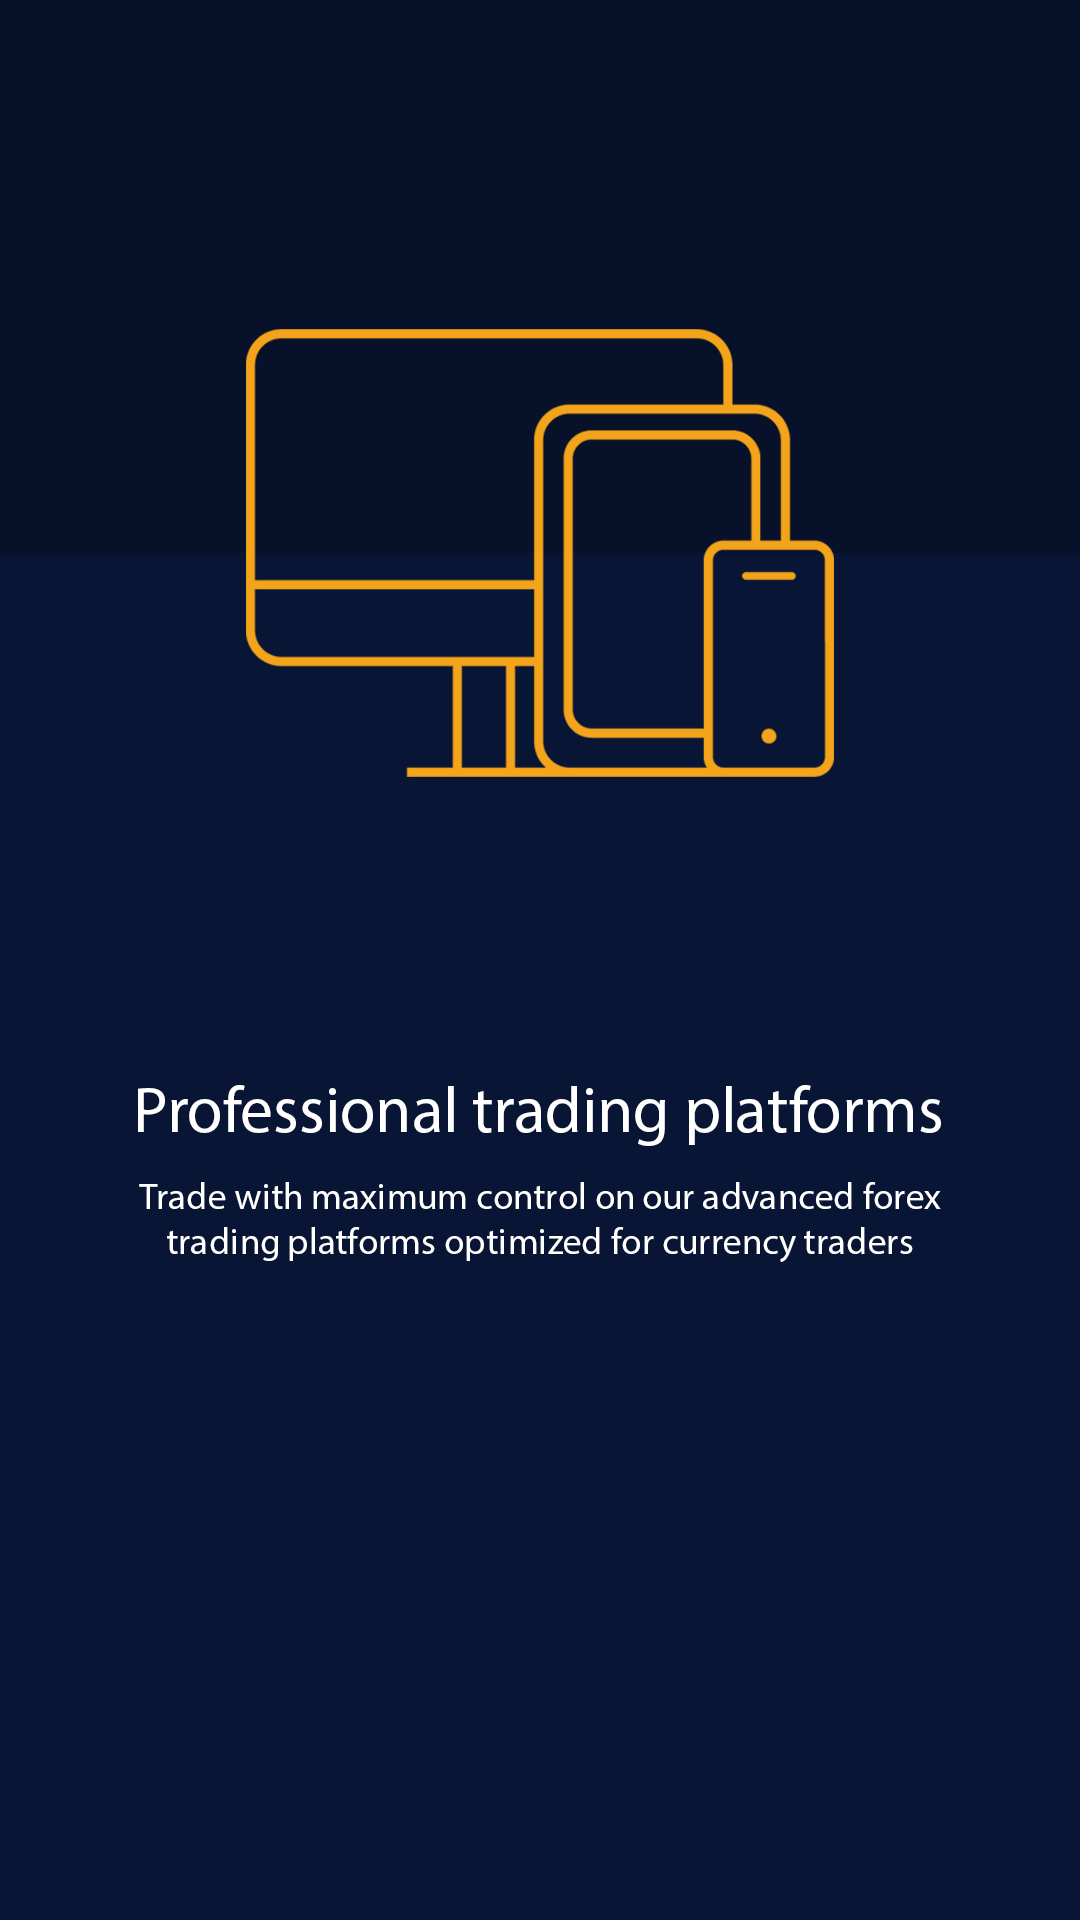 Professional trading platforms
Trade with maximum control on our advanced forex
trading platforms optimized for currency traders